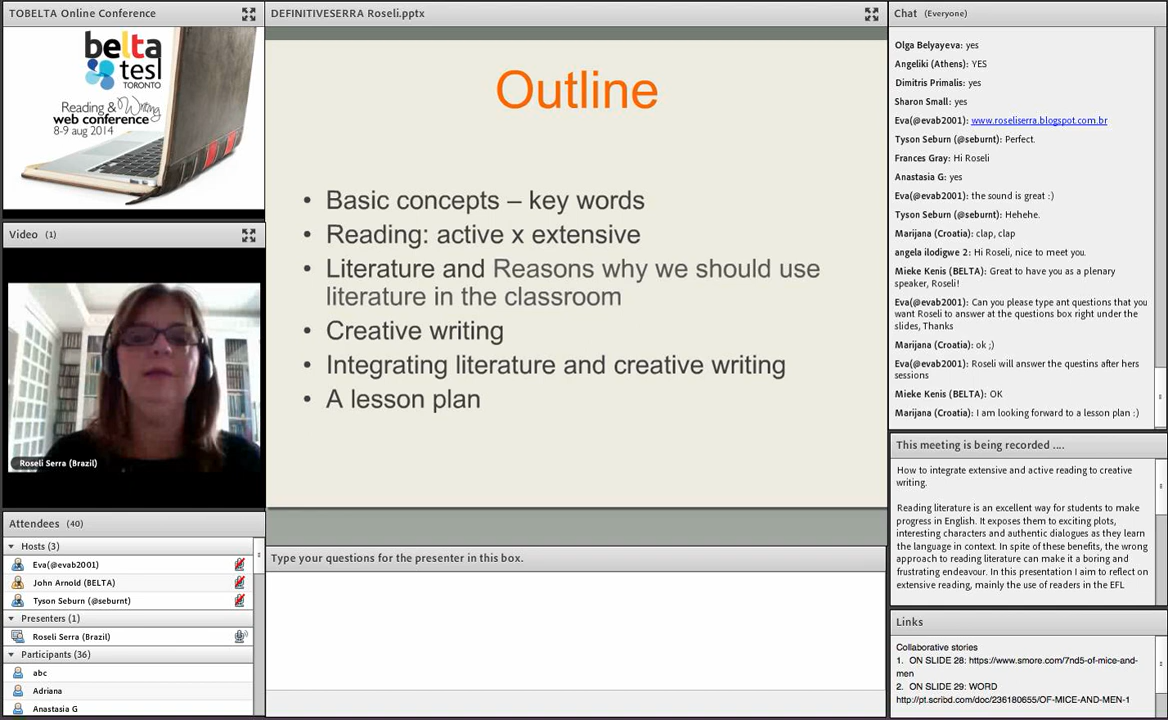 TOBELTA Online Conference
belta
tesl
TORONTO
Reading & Writing
web conference
8-9 aug 2014
Video (1)
Roseli Serra (Brazil)
Attendees (40)
Hosts (3)
Eva(@evab2001)
John Arnold (BELTA)
Tyson Seburn (@seburnt)
Presenters (1)
Roseli Serra (Brazil)
Participants (36)
abc
Adriana
Anastasia G
DEFINITIVESERRA Roseli.pptx
Outline
• Basic concepts – key words
• Reading: active x extensive
• Literature and Reasons why we should use
literature in the classroom
• Creative writing
• Integrating literature and creative writing
• A lesson plan
Type your questions for the presenter in this box.
Chat (Everyone)
Olga Belyayeva: yes
Angeliki (Athens): YES
Dimitris Primalis: yes
Sharon Small: yes
Eva(@evab2001): www.roseliserra.blogspot.com.br
Tyson Seburn (@seburnt): Perfect.
Frances Gray: Hi Roseli
Anastasia G: yes
Eva(@evab2001): the sound is great :)
Tyson Seburn (@seburnt): Hehehe.
Marijana (Croatia): clap, clap
angela ilodigwe 2: Hi Roseli, nice to meet you.
Mieke Kenis (BELTA): Great to have you as a plenary
speaker, Roseli!
Eva(@evab2001): Can you please type ant questions that you
want Roseli to answer at the questions box right under the
slides, Thanks
Marijana (Croatia): ok ;)
Eva(@evab2001): Roseli will answer the questins after hers
sessions
Mieke Kenis (BELTA): OK
Marijana (Croatia): I am looking forward to a lesson plan :)
This meeting is being recorded ....
How to integrate extensive and active reading to creative
writing.
Reading literature is an excellent way for students to make
progress in English. It exposes them to exciting plots,
interesting characters and authentic dialogues as they learn
the language in context. In spite of these benefits, the wrong
approach to reading literature can make it a boring and
frustrating endeavour. In this presentation I aim to reflect on
extensive reading, mainly the use of readers in the EFL
Links
Collaborative stories
1. ON SLIDE 28: https://www.smore.com/7nd5-of-mice-and-
men
2. ON SLIDE 29: WORD
http://pt.scribd.com/doc/236180655/OF-MICE-AND-MEN-1